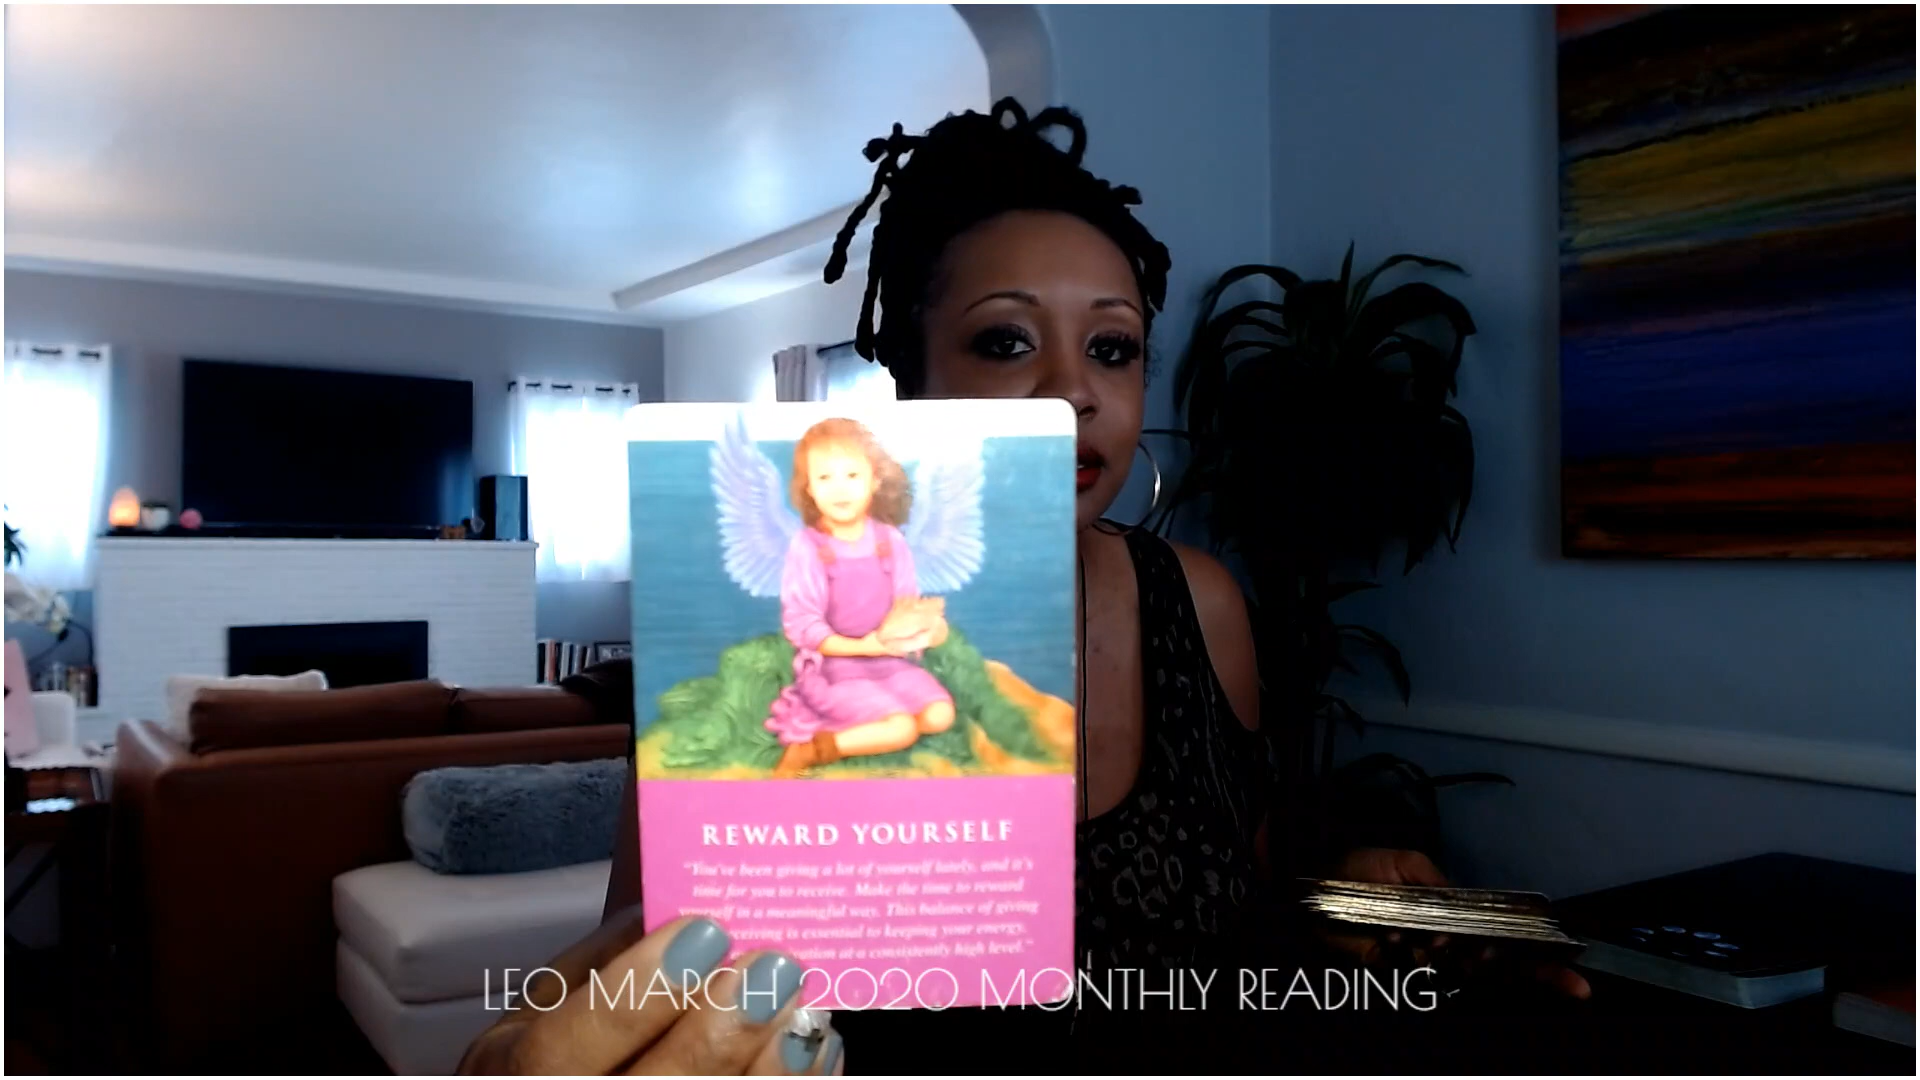 REWARD YOURSELF
"You've been giving a lot of yourself lately, and it's
time for you to receive. Make the time to reward
yourself in a meaningful way. This balance of giving
receiving is essential to keeping your energy,
at a consistently high level."
LEO MARCH 2020 MONTHLY READING